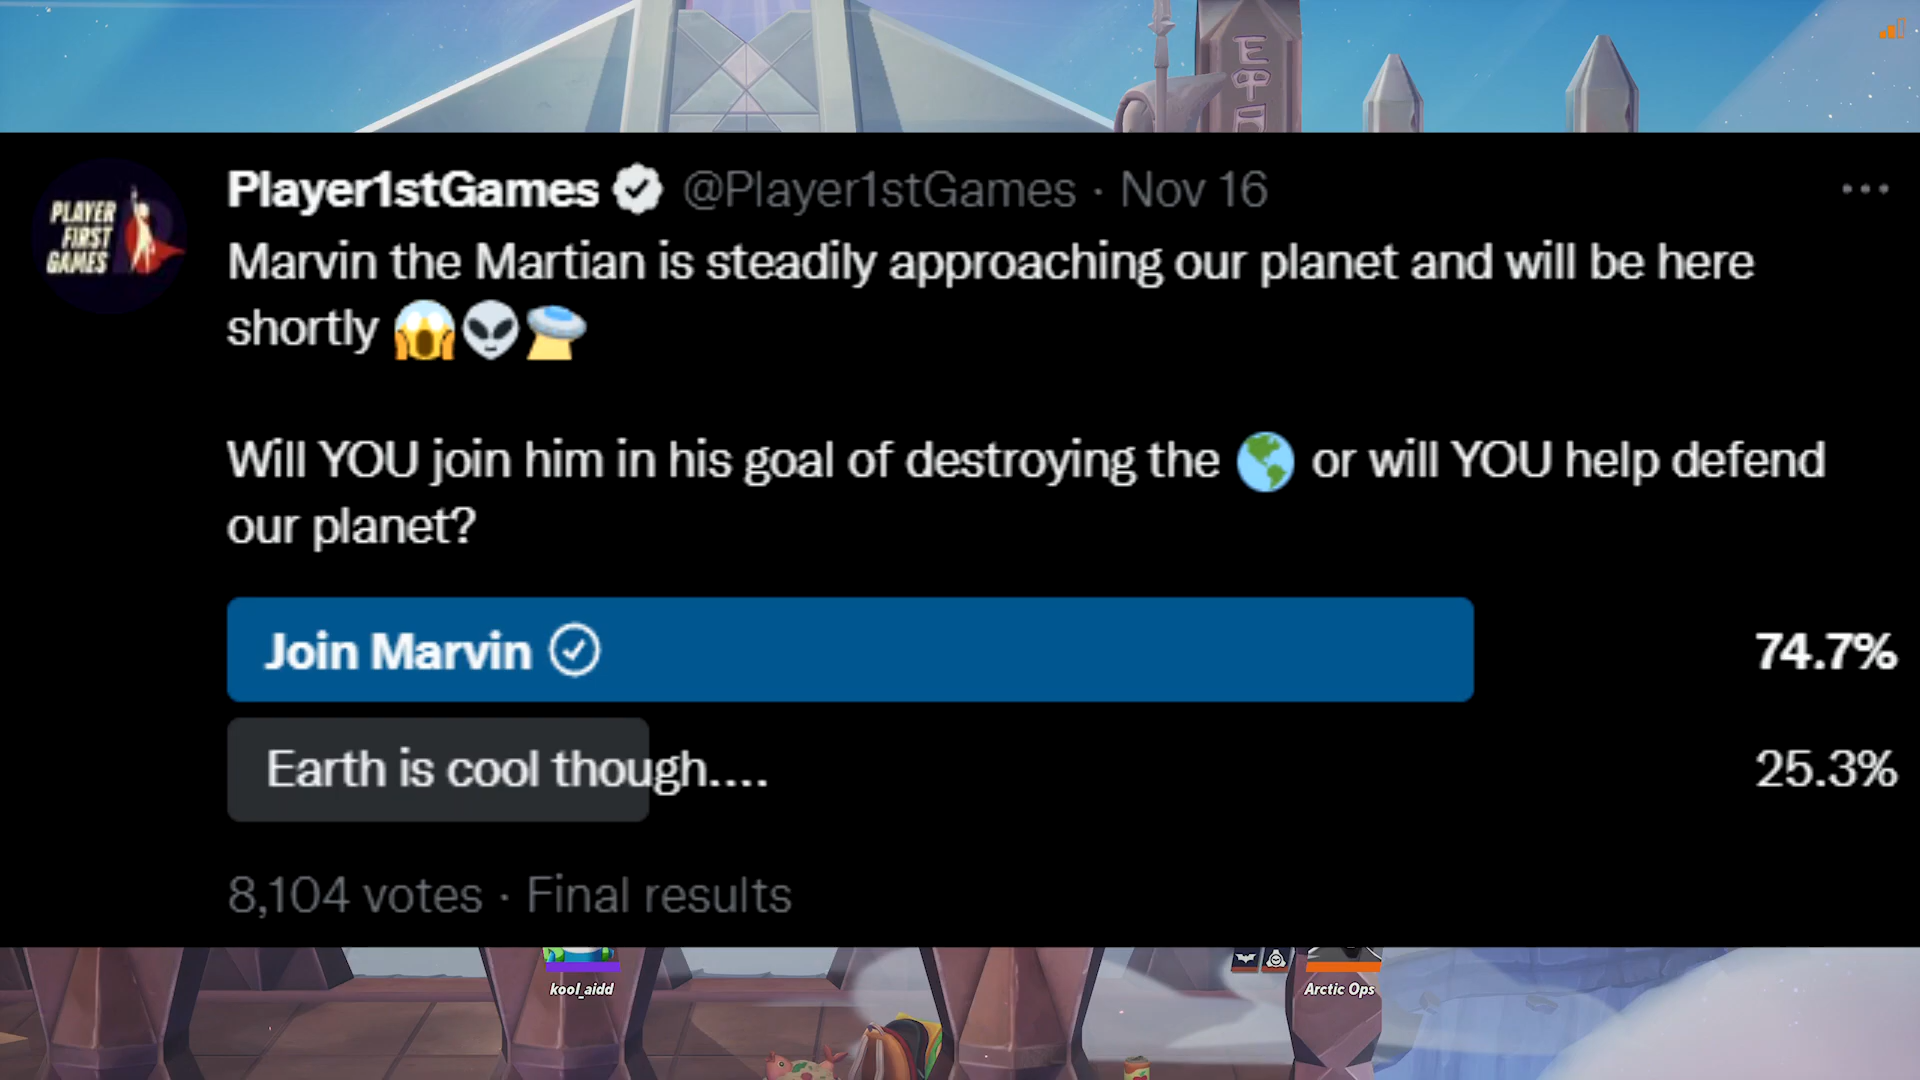 PLAYER
FIRST
GAMES
Player1stGames @Player1stGames · Nov 16
Marvin the Martian is steadily approaching our planet and will be here
shortly 😱👽🛸
Will YOU join him in his goal of destroying the 🌎 or will YOU help defend
our planet?
Join Marvin 74.7%
Earth is cool though.... 25.3%
8,104 votes · Final results
kool_aidd
Arctic Ops